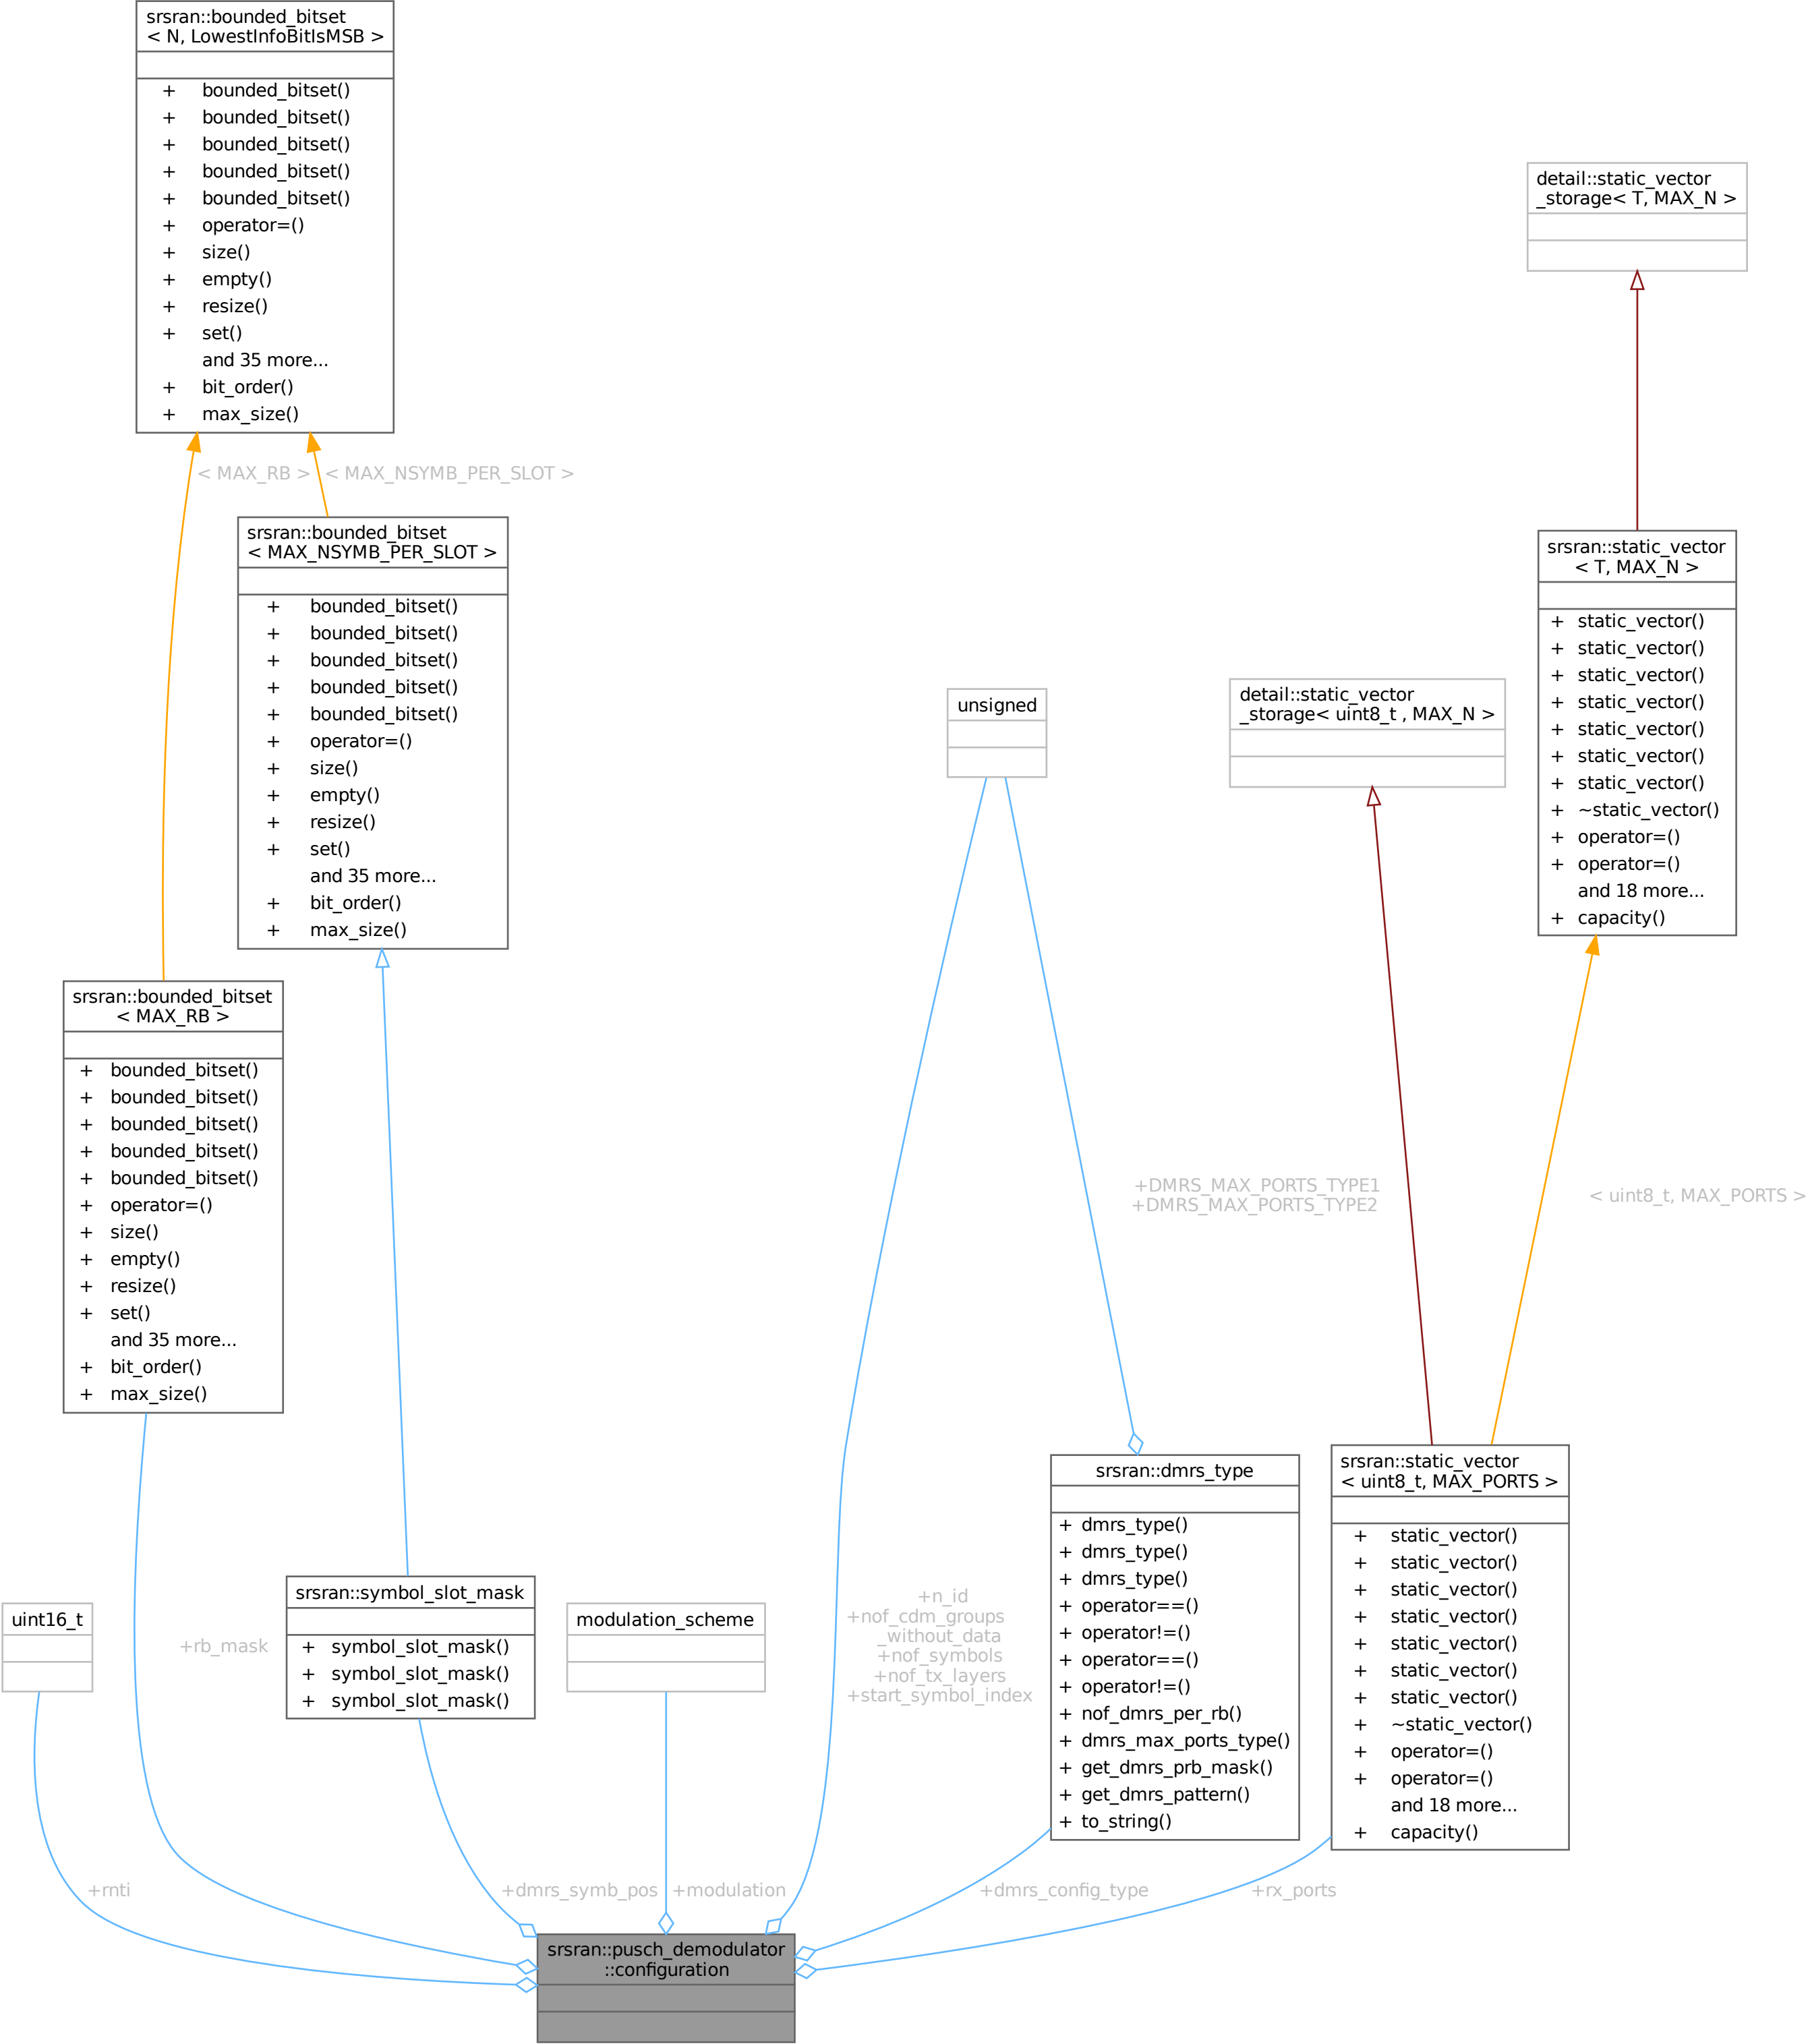 srsran::bounded_bitset
< N, LowestInfoBitIsMSB >
+ bounded_bitset()
+ bounded_bitset()
+ bounded_bitset()
+ bounded_bitset()
+ bounded_bitset()
+ operator=()
+ size()
+ empty()
+ resize()
+ set()
and 35 more...
+ bit_order()
+ max_size()
detail::static_vector
_storage< T, MAX_N >
< MAX_RB >
< MAX_NSYMB_PER_SLOT >
srsran::bounded_bitset
< MAX_NSYMB_PER_SLOT >
+ bounded_bitset()
+ bounded_bitset()
+ bounded_bitset()
+ bounded_bitset()
+ bounded_bitset()
+ operator=()
+ size()
+ empty()
+ resize()
+ set()
and 35 more...
+ bit_order()
+ max_size()
srsran::static_vector
< T, MAX_N >
+ static_vector()
+ static_vector()
+ static_vector()
+ static_vector()
+ static_vector()
+ static_vector()
+ static_vector()
+ ~static_vector()
+ operator=()
+ operator=()
and 18 more...
+ capacity()
unsigned
detail::static_vector
_storage< uint8_t , MAX_N >
srsran::bounded_bitset
< MAX_RB >
+ bounded_bitset()
+ bounded_bitset()
+ bounded_bitset()
+ bounded_bitset()
+ bounded_bitset()
+ operator=()
+ size()
+ empty()
+ resize()
+ set()
and 35 more...
+ bit_order()
+ max_size()
+DMRS_MAX_PORTS_TYPE1
+DMRS_MAX_PORTS_TYPE2
< uint8_t, MAX_PORTS >
srsran::dmrs_type
+ dmrs_type()
+ dmrs_type()
+ dmrs_type()
+ operator==()
+ operator!=()
+ operator==()
+ operator!=()
+ nof_dmrs_per_rb()
+ dmrs_max_ports_type()
+ get_dmrs_prb_mask()
+ get_dmrs_pattern()
+ to_string()
srsran::static_vector
< uint8_t, MAX_PORTS >
+ static_vector()
+ static_vector()
+ static_vector()
+ static_vector()
+ static_vector()
+ static_vector()
+ static_vector()
+ ~static_vector()
+ operator=()
+ operator=()
and 18 more...
+ capacity()
uint16_t
+rb_mask
srsran::symbol_slot_mask
+ symbol_slot_mask()
+ symbol_slot_mask()
+ symbol_slot_mask()
modulation_scheme
+n_id
+nof_cdm_groups
_without_data
+nof_symbols
+nof_tx_layers
+start_symbol_index
+rnti
+dmrs_symb_pos
+modulation
+dmrs_config_type
+rx_ports
srsran::pusch_demodulator
::configuration